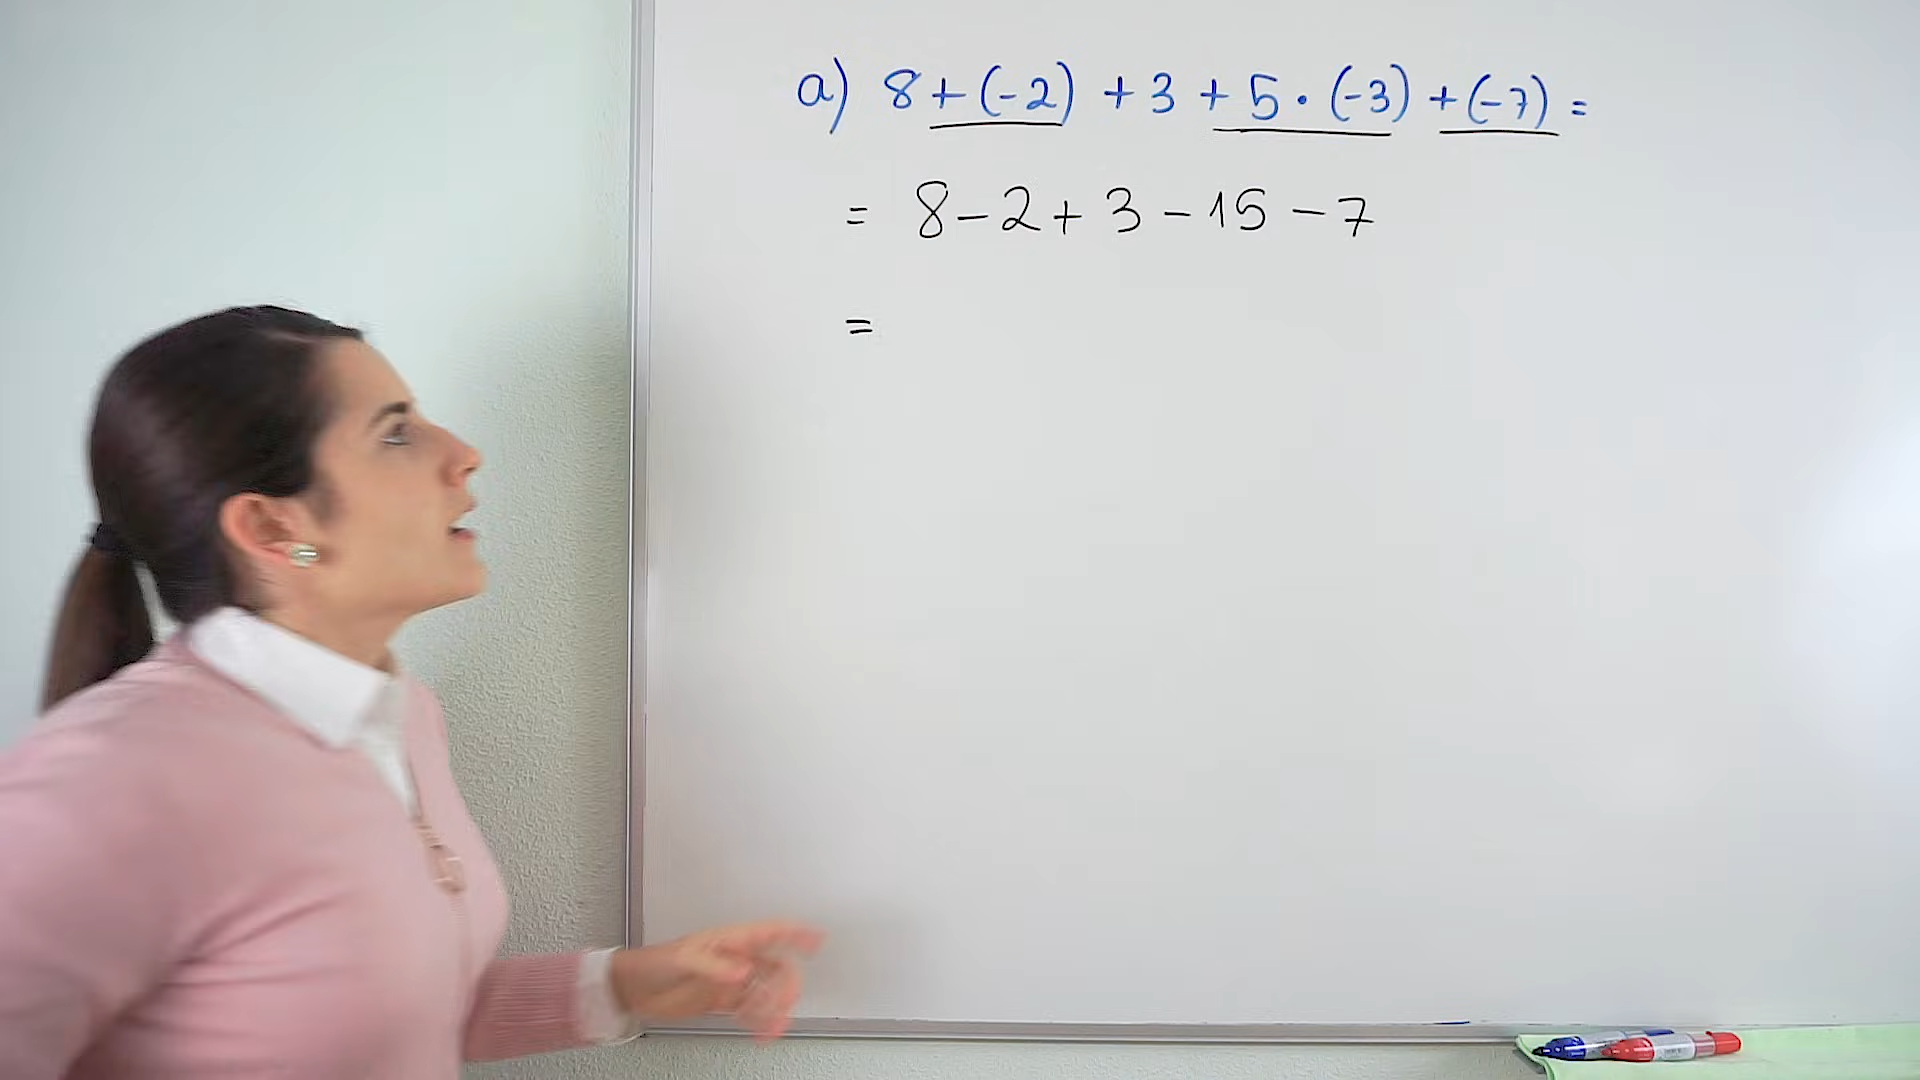 a) 8 + (-2) + 3 + 5 · (-3) + (-7) =
= 8 - 2 + 3 - 15 - 7
=